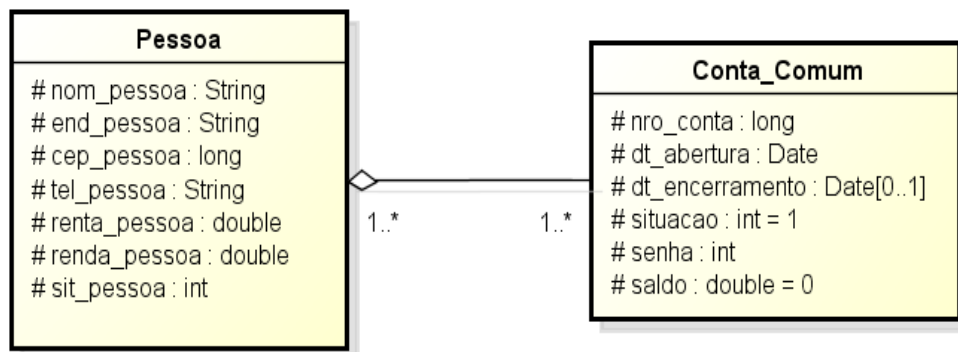 Pessoa
# nom_pessoa : String
# end_pessoa : String
# cep_pessoa : long
# tel_pessoa : String
# renta_pessoa : double
# renda_pessoa : double
# sit_pessoa : int
1..*
1..*
Conta_Comum
# nro_conta : long
# dt_abertura : Date
# dt_encerramento : Date[0..1]
# situacao : int = 1
# senha : int
# saldo : double = 0